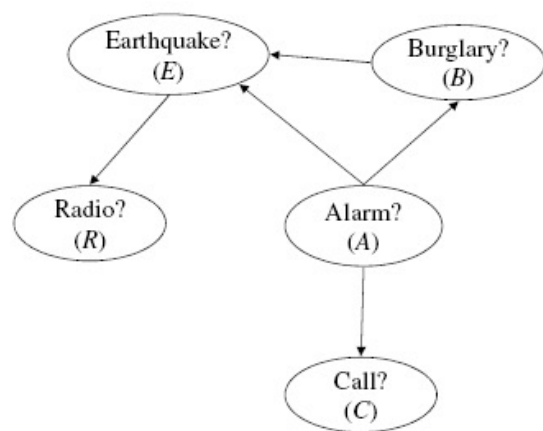 Earthquake?
(E)
Burglary?
(B)
Radio?
(R)
Alarm?
(A)
Call?
(C)